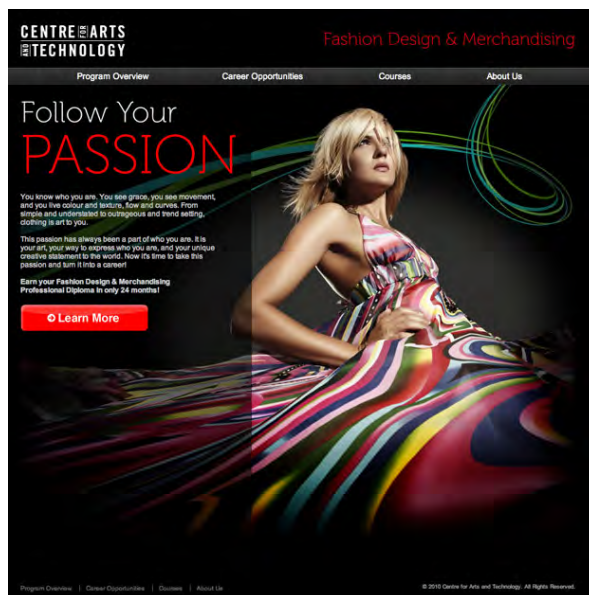 CENTRE FOR ARTS
AND TECHNOLOGY
Fashion Design & Merchandising
Program Overview
Career Opportunities
Courses
About Us
Follow Your
PASSION
You know who you are. You see grace, you see movement,
and you live colour and texture, flow and curves. From
simple and understated to outrageous and trend setting,
clothing is art to you.
This passion has always been a part of who you are. It is
your art, your way to express who you are, and your unique
creative statement to the world. Now it's time to take this
passion and turn it into a career!
Earn your Fashion Design & Merchandising
Professional Diploma in only 24 months!
Learn More
Program Overview | Career Opportunities | Courses | About Us
© 2010 Centre for Arts and Technology. All Rights Reserved.